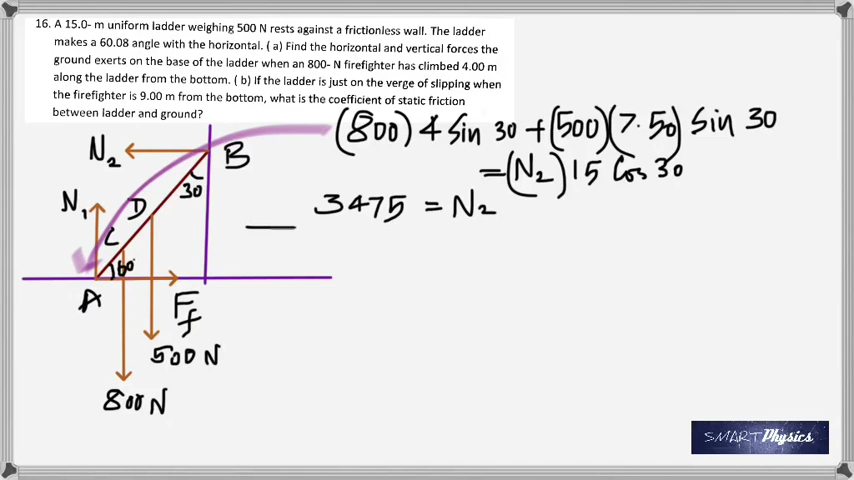 16. A 15.0- m uniform ladder weighing 500 N rests against a frictionless wall. The ladder
makes a 60.08 angle with the horizontal. ( a) Find the horizontal and vertical forces the
ground exerts on the base of the ladder when an 800- N firefighter has climbed 4.00 m
along the ladder from the bottom. ( b) If the ladder is just on the verge of slipping when
the firefighter is 9.00 m from the bottom, what is the coefficient of static friction
between ladder and ground?
(800) 4 sin 30 + (500) (7.50) sin 30
= (N2) 15 cos 30
3475 = N2
N2
B
30
N1
D
C
60
A
Ff
500 N
800 N
SMART Physics